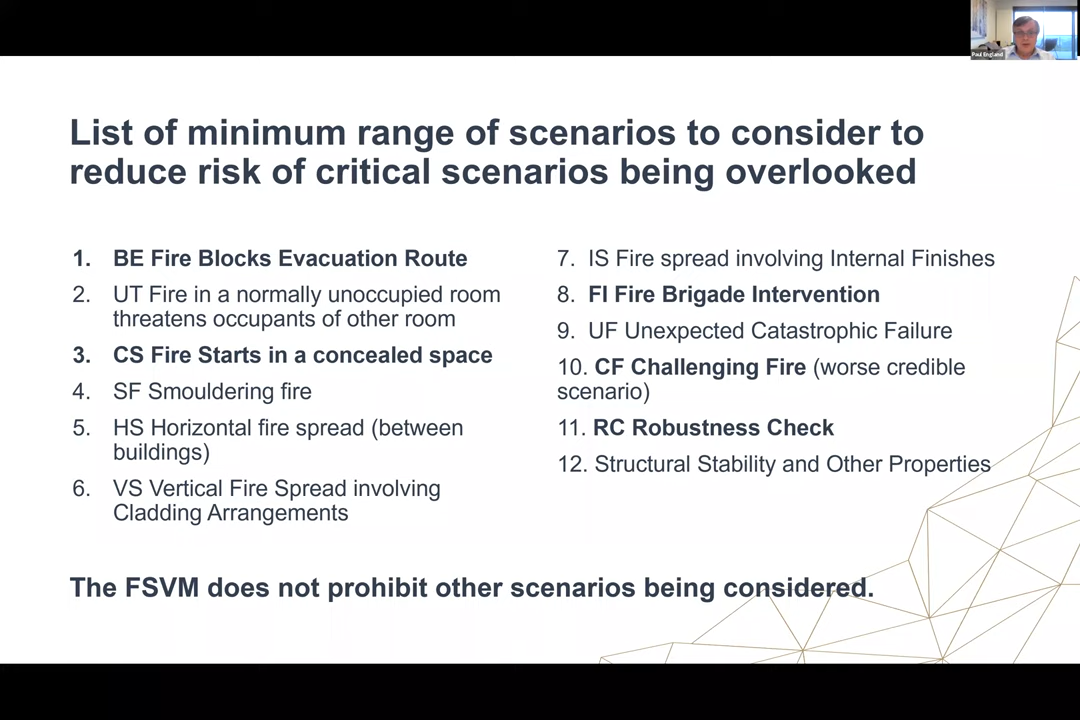 Paul England
List of minimum range of scenarios to consider to
reduce risk of critical scenarios being overlooked
1. BE Fire Blocks Evacuation Route
2. UT Fire in a normally unoccupied room
threatens occupants of other room
3. CS Fire Starts in a concealed space
4. SF Smouldering fire
5. HS Horizontal fire spread (between
buildings)
6. VS Vertical Fire Spread involving
Cladding Arrangements
7. IS Fire spread involving Internal Finishes
8. FI Fire Brigade Intervention
9. UF Unexpected Catastrophic Failure
10. CF Challenging Fire (worse credible
scenario)
11. RC Robustness Check
12. Structural Stability and Other Properties
The FSVM does not prohibit other scenarios being considered.